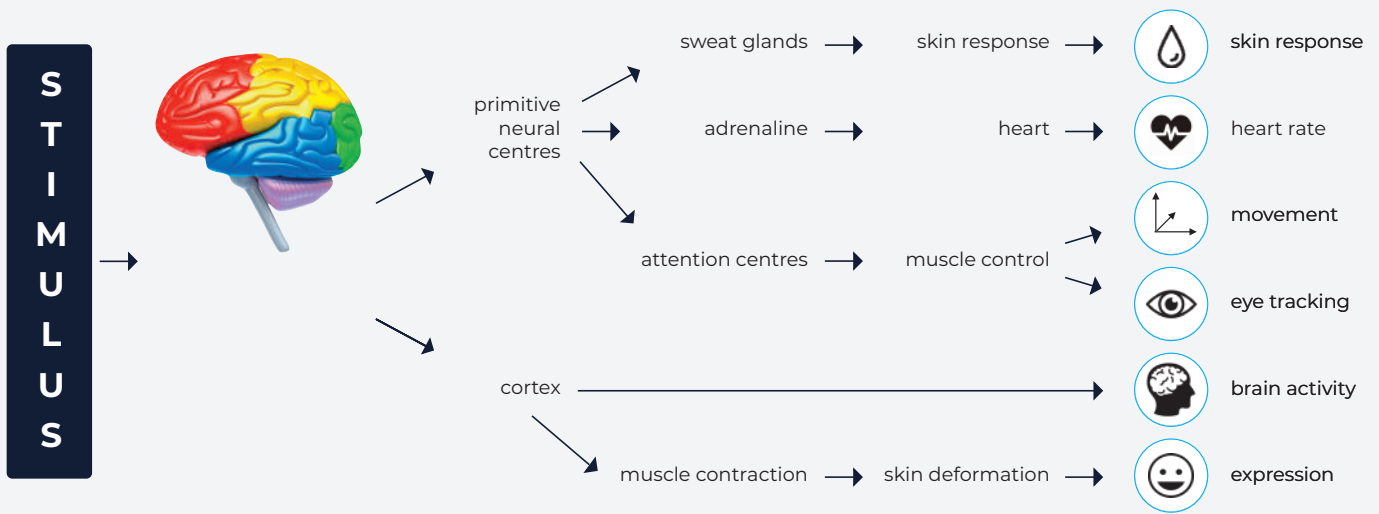 STIMULUS
primitive
neural
centres
sweat glands
skin response
skin response
adrenaline
heart
heart rate
attention centres
muscle control
movement
eye tracking
cortex
brain activity
muscle contraction
skin deformation
expression